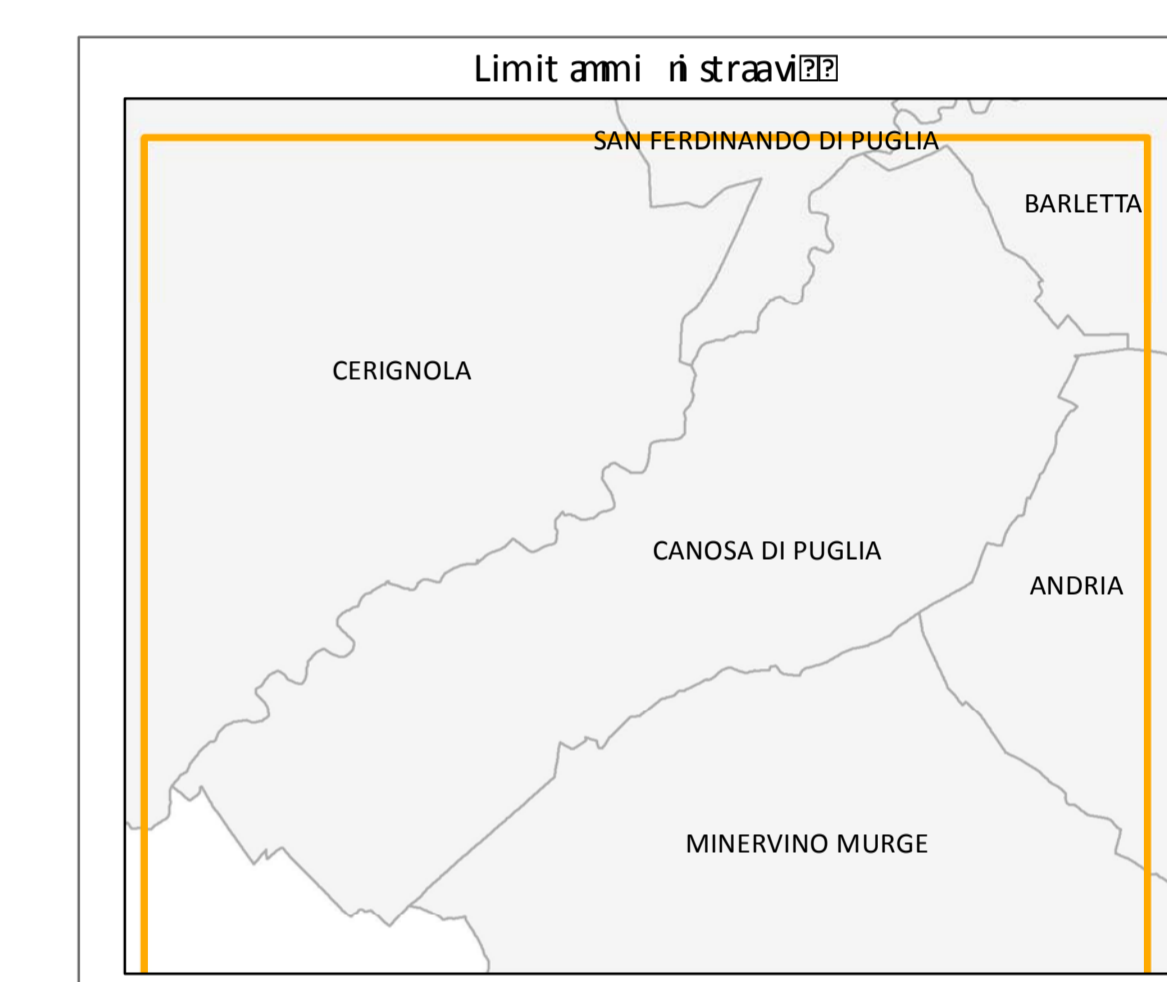 Limit ammi ni straavi⍰⍰
SAN FERDINANDO DI PUGLIA
BARLETTA
CERIGNOLA
CANOSA DI PUGLIA
ANDRIA
MINERVINO MURGE